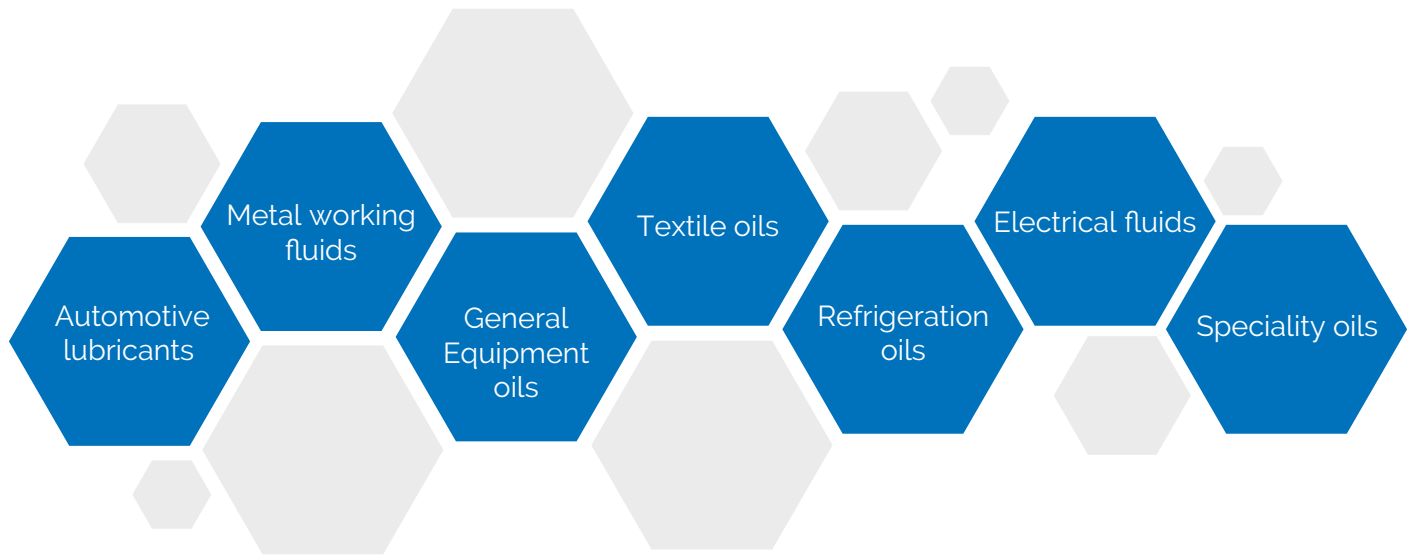 Automotive
lubricants
Metal working
fluids
General
Equipment
oils
Textile oils
Refrigeration
oils
Electrical fluids
Speciality oils